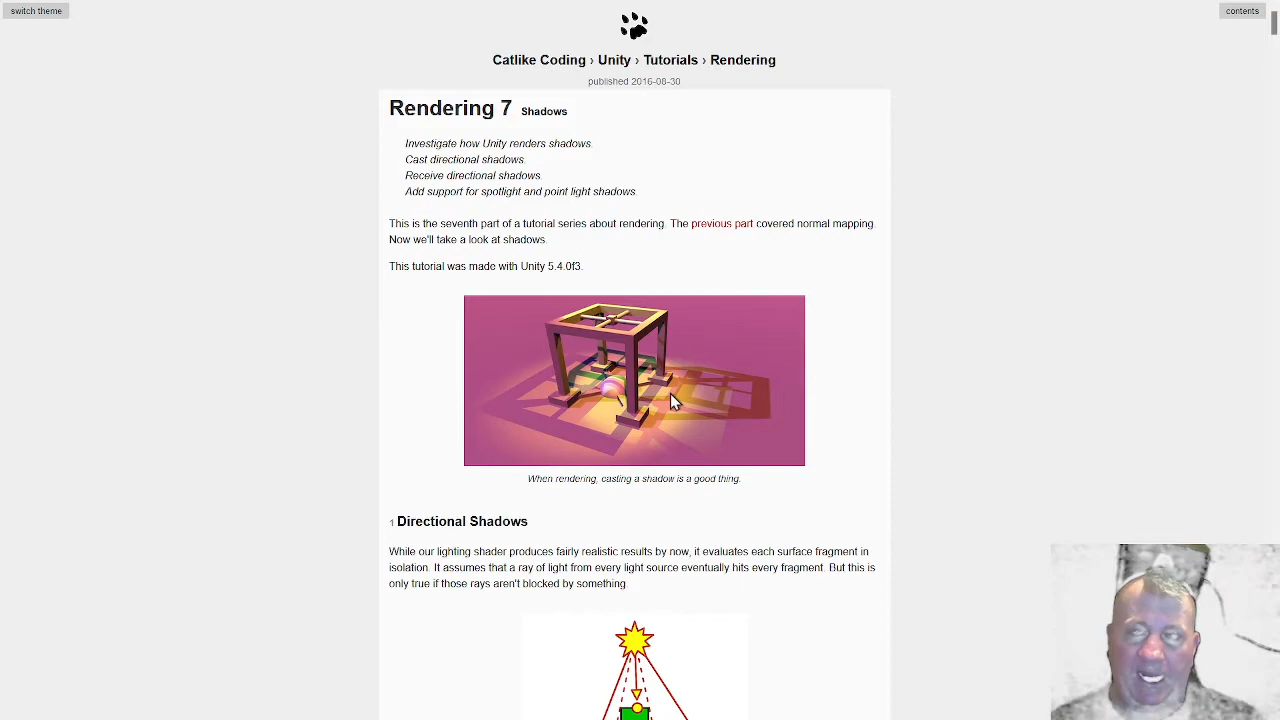 switch theme
contents
Catlike Coding › Unity › Tutorials › Rendering
published 2016-08-30
Rendering 7 Shadows
Investigate how Unity renders shadows.
Cast directional shadows.
Receive directional shadows.
Add support for spotlight and point light shadows.
This is the seventh part of a tutorial series about rendering. The previous part covered normal mapping.
Now we'll take a look at shadows.
This tutorial was made with Unity 5.4.0f3.
When rendering, casting a shadow is a good thing.
1 Directional Shadows
While our lighting shader produces fairly realistic results by now, it evaluates each surface fragment in
isolation. It assumes that a ray of light from every light source eventually hits every fragment. But this is
only true if those rays aren't blocked by something.